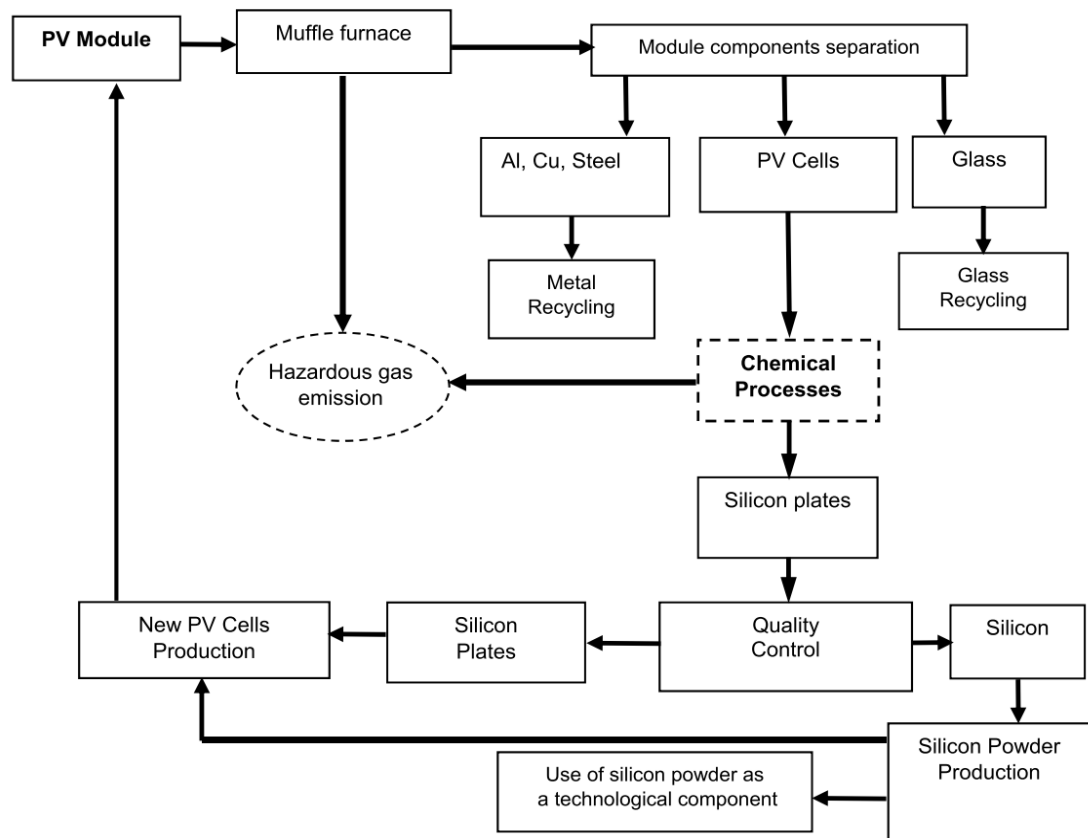 PV Module
Muffle furnace
Module components separation
Al, Cu, Steel
PV Cells
Glass
Metal
Recycling
Glass
Recycling
Hazardous gas
emission
Chemical
Processes
Silicon plates
New PV Cells
Production
Silicon
Plates
Quality
Control
Silicon
Silicon Powder
Production
Use of silicon powder as
a technological component